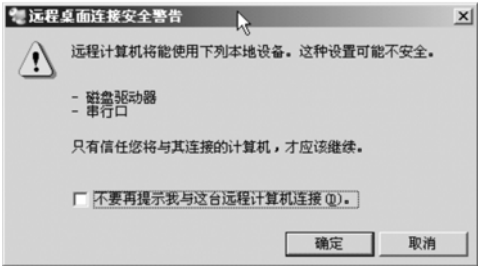 远程桌面连接安全警告
远程计算机将能使用下列本地设备。这种设置可能不安全。
- 磁盘驱动器
- 串行口
只有信任您将与其连接的计算机，才应该继续。
不要再提示我与这台远程计算机连接(D)。
确定
取消